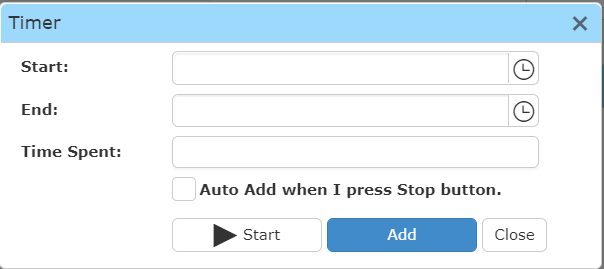 Timer
Start:
End:
Time Spent:
Auto Add when I press Stop button.
Start Add Close